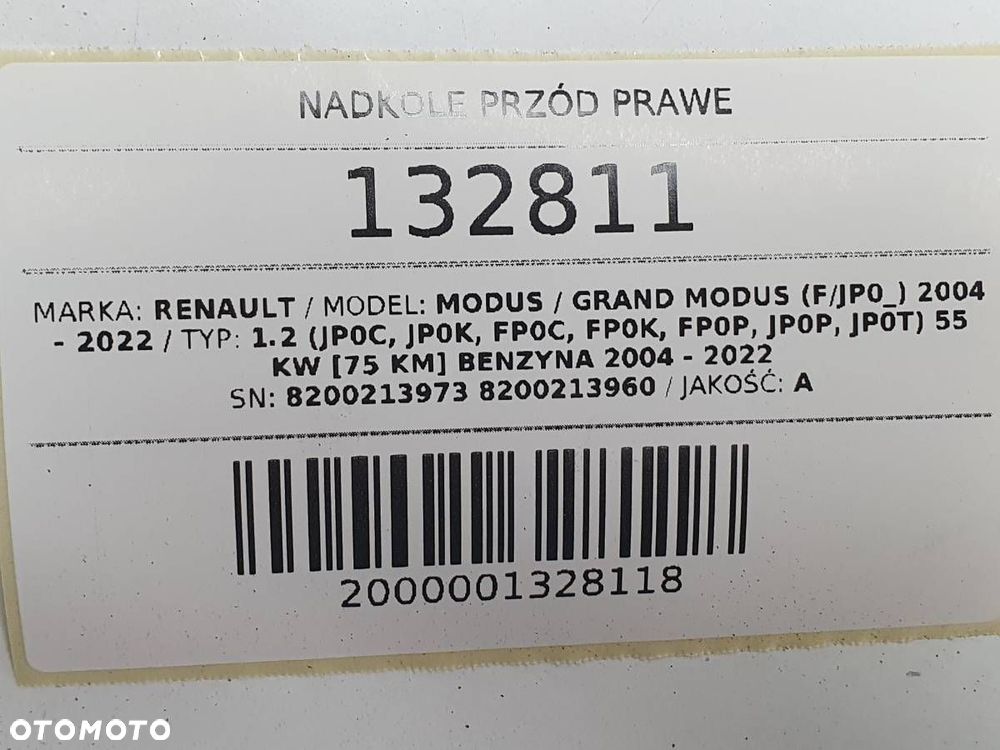 NADKOLE PRZÓD PRAWE
132811
MARKA: RENAULT / MODEL: MODUS / GRAND MODUS (F/JP0_) 2004
- 2022 / TYP: 1.2 (JP0C, JP0K, FP0C, FP0K, FP0P, JP0P, JP0T) 55
KW [75 KM] BENZYNA 2004 - 2022
SN: 8200213973 8200213960 / JAKOŚĆ: A
2000001328118
OTOMOTO